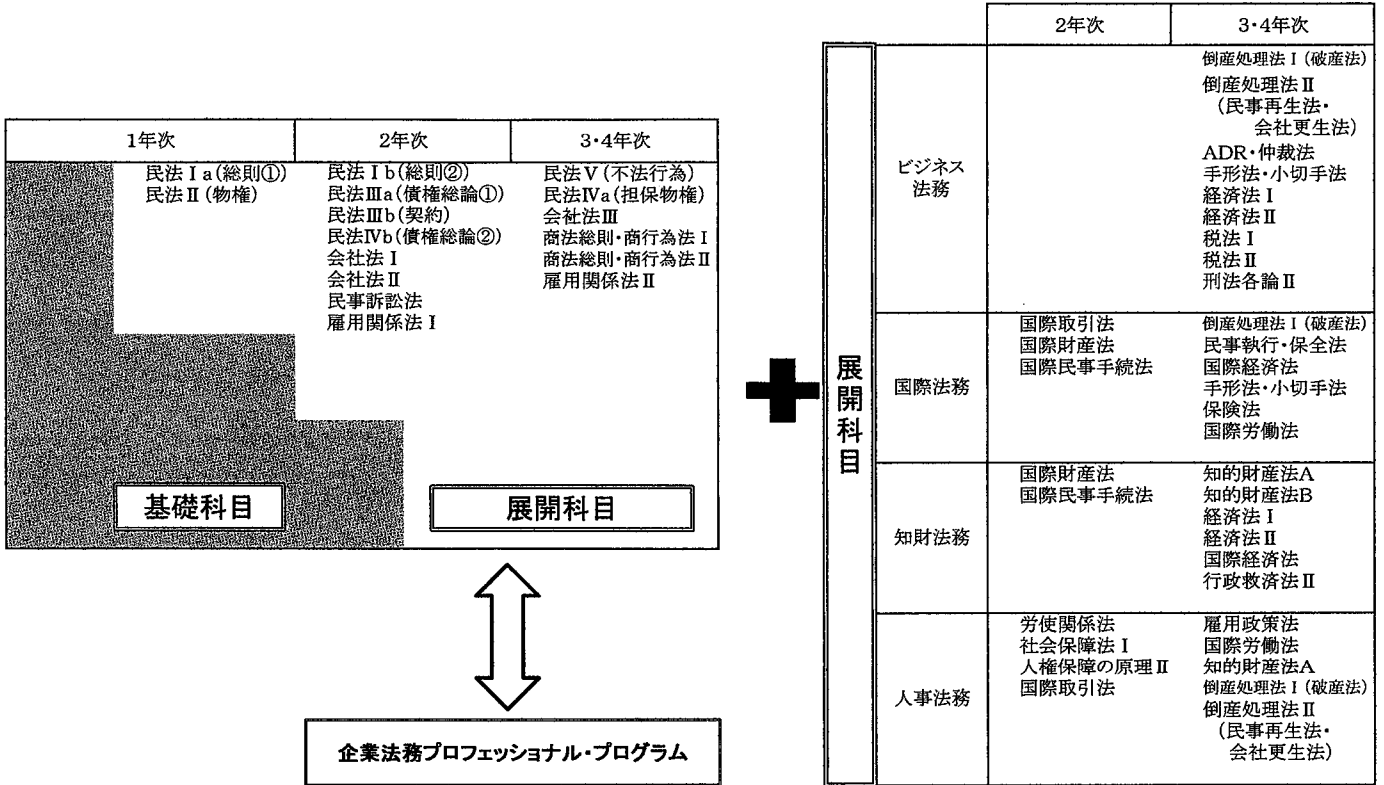 1年次
2年次
3・4年次
民法Ⅰa(総則①)
民法Ⅱ(物権)
民法Ⅰb(総則②)
民法Ⅲa(債権総論①)
民法Ⅲb(契約)
民法Ⅳb(債権総論②)
会社法Ⅰ
会社法Ⅱ
民事訴訟法
雇用関係法Ⅰ
民法Ⅴ(不法行為)
民法Ⅳa(担保物権)
会社法Ⅲ
商法総則・商行為法Ⅰ
商法総則・商行為法Ⅱ
雇用関係法Ⅱ
基礎科目
展開科目
企業法務プロフェッショナル・プログラム
展開科目
2年次
3・4年次
ビジネス
法務
倒産処理法Ⅰ(破産法)
倒産処理法Ⅱ
(民事再生法・
会社更生法)
ADR・仲裁法
手形法・小切手法
経済法Ⅰ
経済法Ⅱ
税法Ⅰ
税法Ⅱ
刑法各論Ⅱ
国際法務
国際取引法
国際財産法
国際民事手続法
倒産処理法Ⅰ(破産法)
民事執行・保全法
国際経済法
手形法・小切手法
保険法
国際労働法
知財法務
国際財産法
国際民事手続法
知的財産法A
知的財産法B
経済法Ⅰ
経済法Ⅱ
国際経済法
行政救済法Ⅱ
人事法務
労使関係法
社会保障法Ⅰ
人権保障の原理Ⅱ
国際取引法
雇用政策法
国際労働法
知的財産法A
倒産処理法Ⅰ(破産法)
倒産処理法Ⅱ
(民事再生法・
会社更生法)